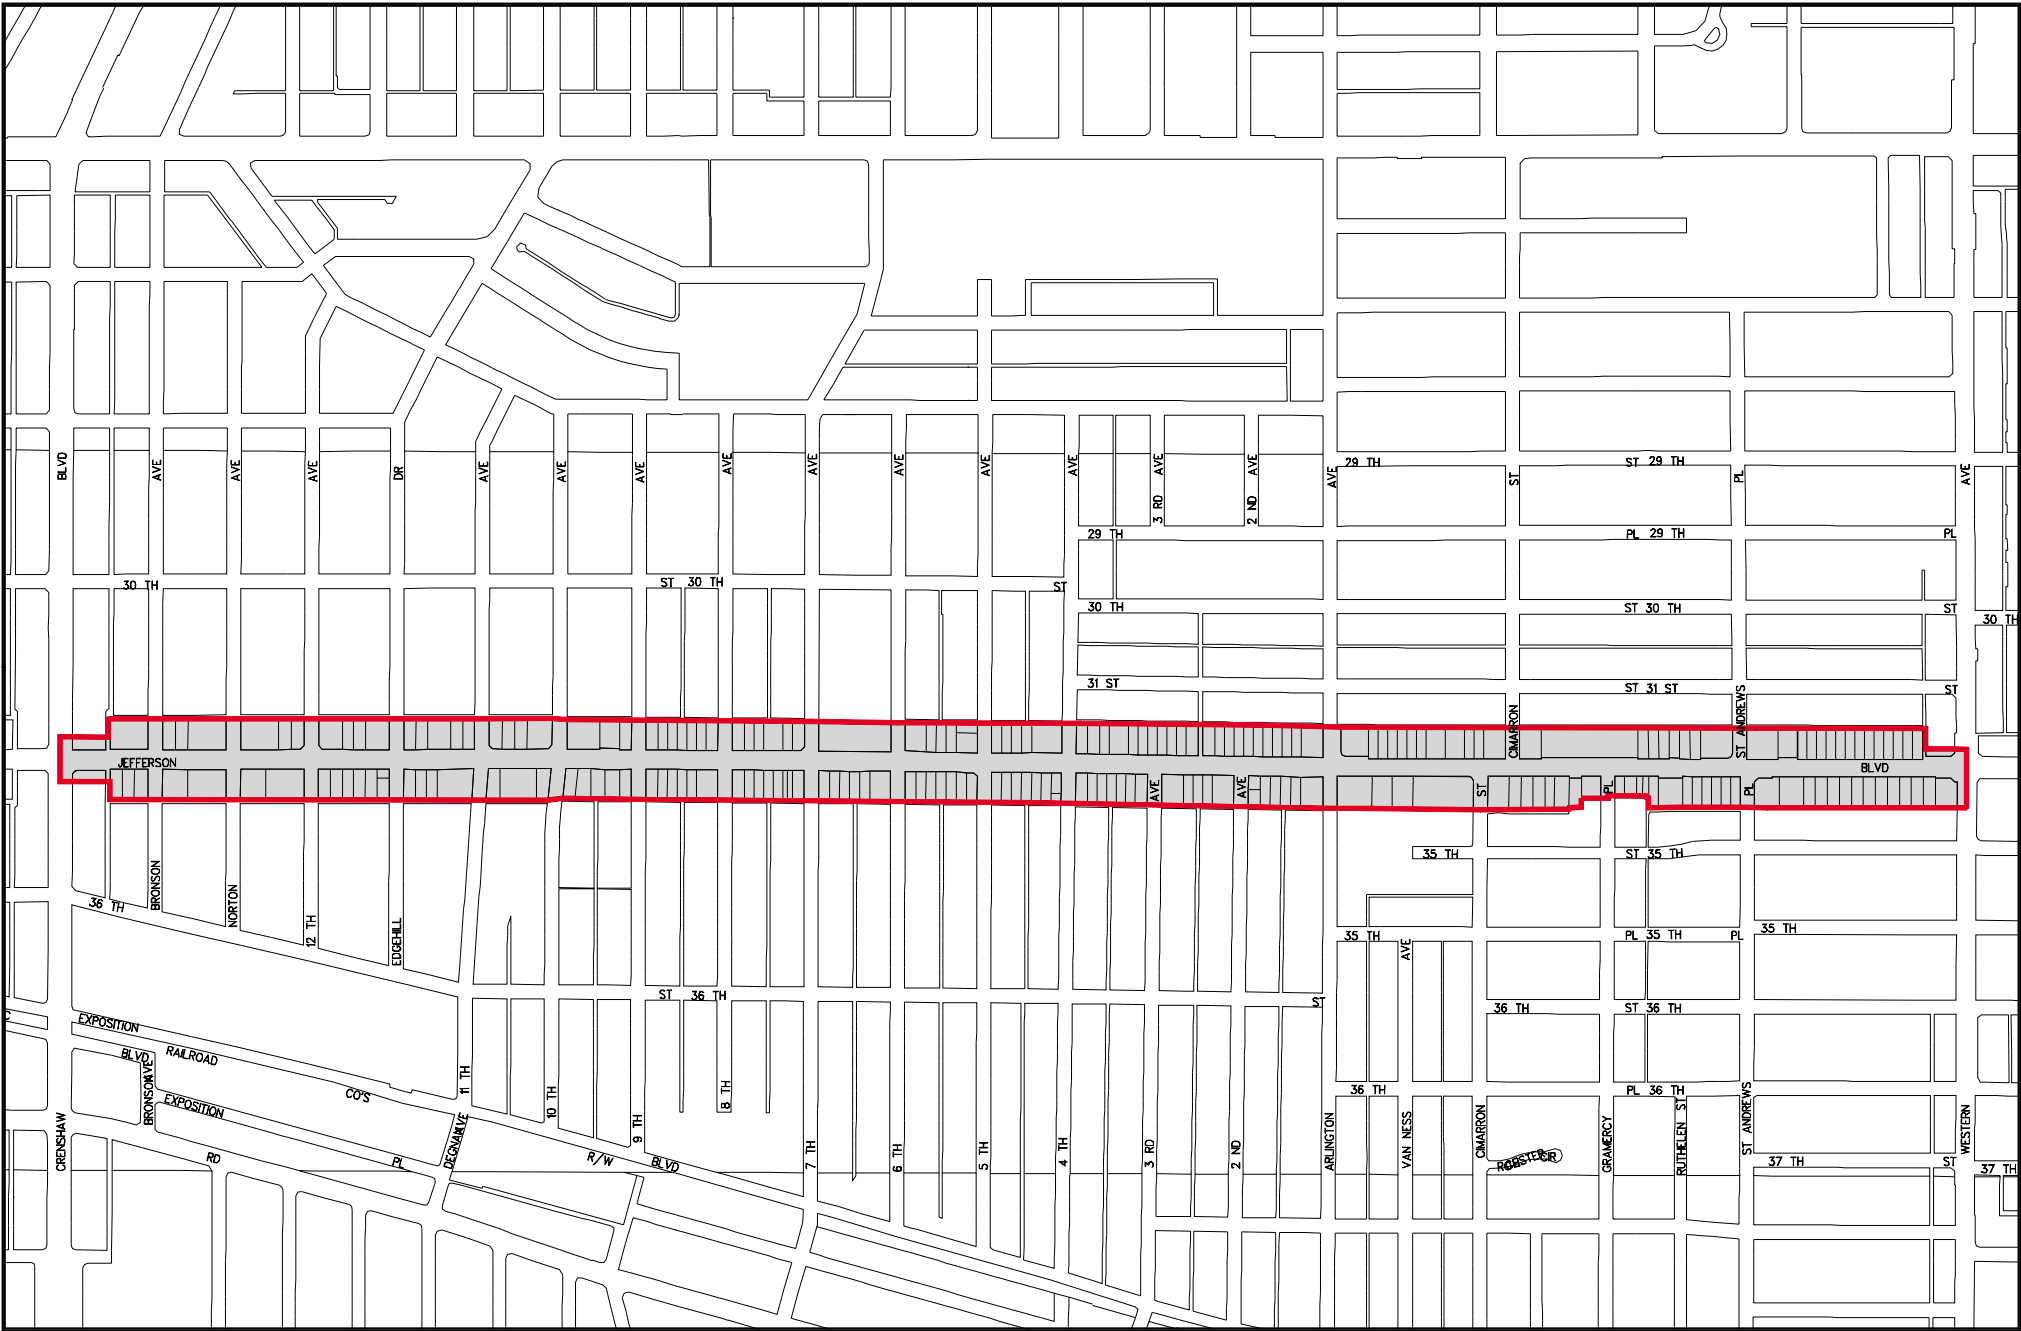 29 TH ST 29 TH
BLVD AVE AVE AVE DR AVE AVE AVE AVE AVE AVE AVE AVE AVE AVE AVE ST PL AVE
3 RD 2 ND
29 TH PL 29 TH PL
30 TH ST 30 TH ST
30 TH ST 30 TH ST
30 TH
31 ST ST 31 ST ST
CIMARRON ST ANDREWS
JEFFERSON BLVD
AVE AVE ST PL PL
35 TH ST 35 TH
36 TH BRONSON NORTON 12 TH EDGEHILL
35 TH AVE PL 35 TH PL 35 TH
ST 36 TH ST
36 TH ST 36 TH
C
EXPOSITION
BLVD RAILROAD
BRONSON AVE
EXPOSITION CO'S
11 TH 10 TH 9 TH 8 TH
36 TH PL 36 TH
CRENSHAW
DEGNAN AVE
RD PL R/W BLVD
7 TH 6 TH 5 TH 4 TH 3 RD 2 ND
ARLINGTON VAN NESS CIMARRON GRAMERCY RUTHELEN ST ST ANDREWS WESTERN
CIR
37 TH ST 37 TH